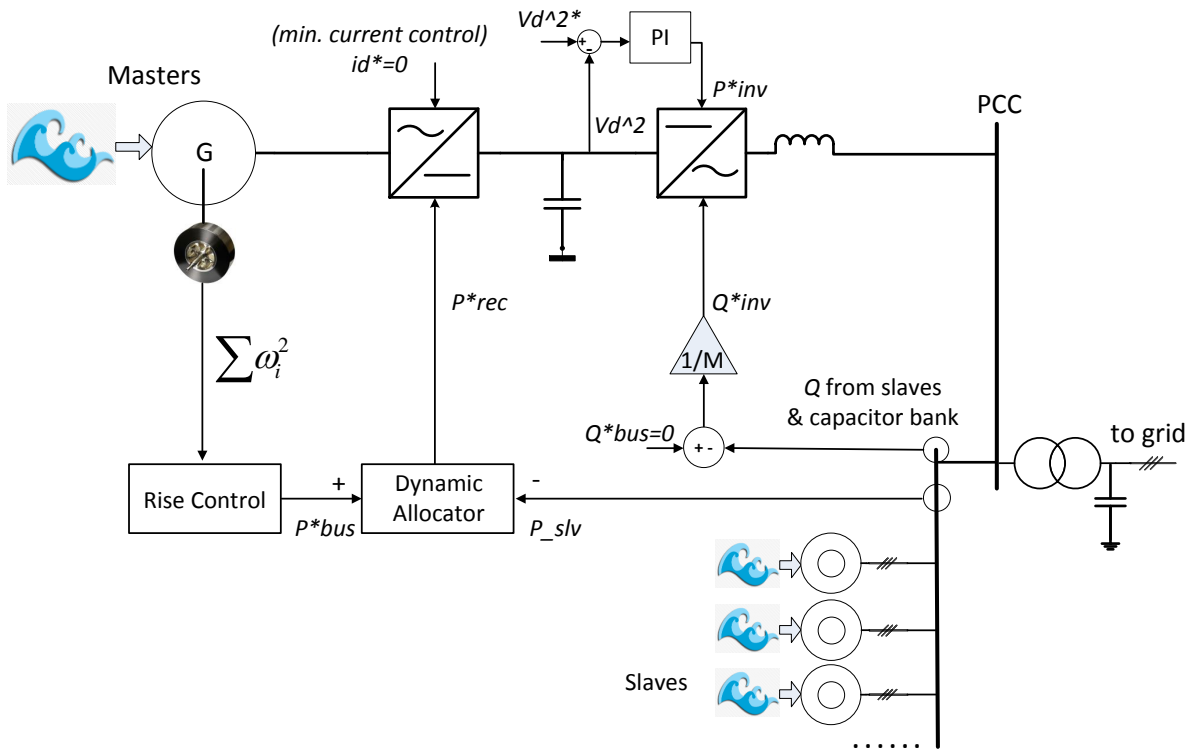 Vd^2*
+
-
PI
(min. current control)
id*=0
Masters
P*inv
PCC
Vd^2
G
P*rec
Q*inv
∑ω_i^2
1/M
Q from slaves
& capacitor bank
Q*bus=0
+ -
to grid
Rise Control
+
P*bus
Dynamic
Allocator
-
P_slv
Slaves
......